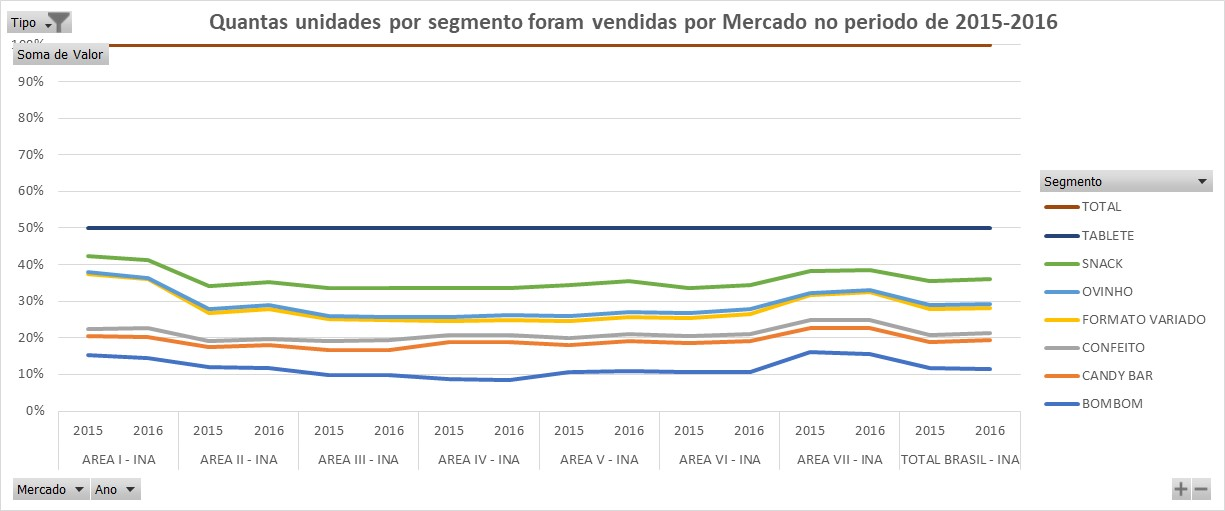 Tipo
Quantas unidades por segmento foram vendidas por Mercado no periodo de 2015-2016
100%
Soma de Valor
90%
80%
70%
60%
50%
40%
30%
20%
10%
0%
2015 2016 2015 2016 2015 2016 2015 2016 2015 2016 2015 2016 2015 2016 2015 2016
AREA I - INA AREA II - INA AREA III - INA AREA IV - INA AREA V - INA AREA VI - INA AREA VII - INA TOTAL BRASIL - INA
Segmento
TOTAL
TABLETE
SNACK
OVINHO
FORMATO VARIADO
CONFEITO
CANDY BAR
BOMBOM
Mercado Ano